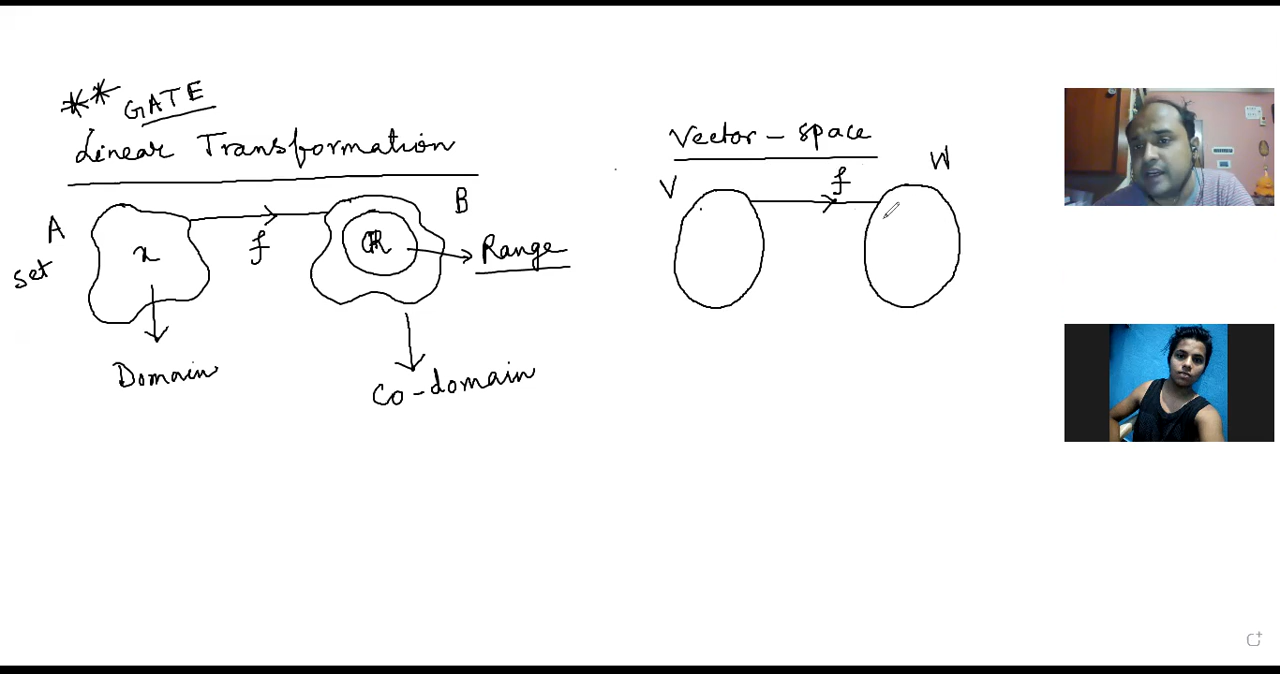 ** GATE
Linear Transformation
A
set
x
f
B
R
Range
Domain
Co-domain
Vector - space
V
f
W